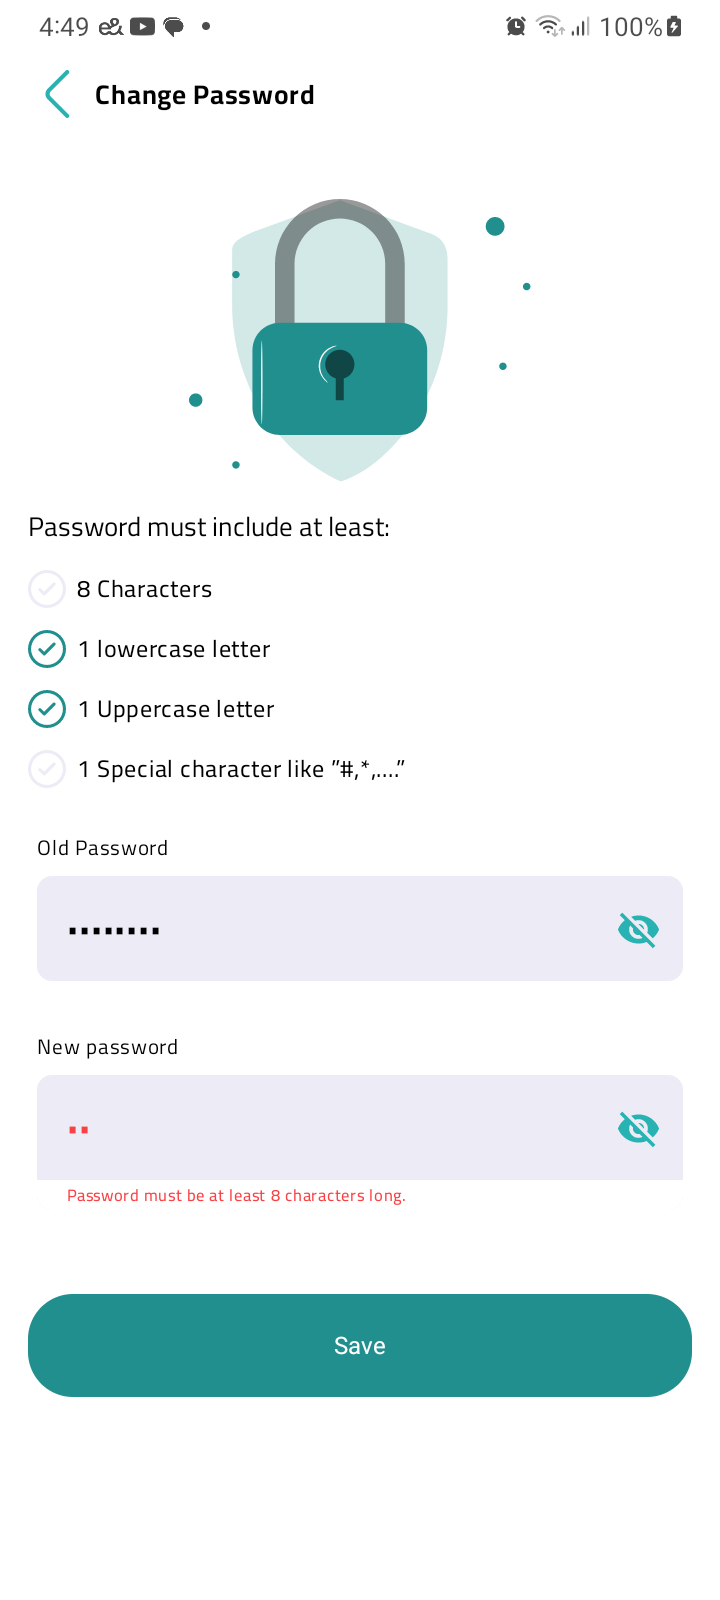 4:49
100%
Change Password
Password must include at least:
8 Characters
1 lowercase letter
1 Uppercase letter
1 Special character like ”#,*,....”
Old Password
New password
Password must be at least 8 characters long.
Save